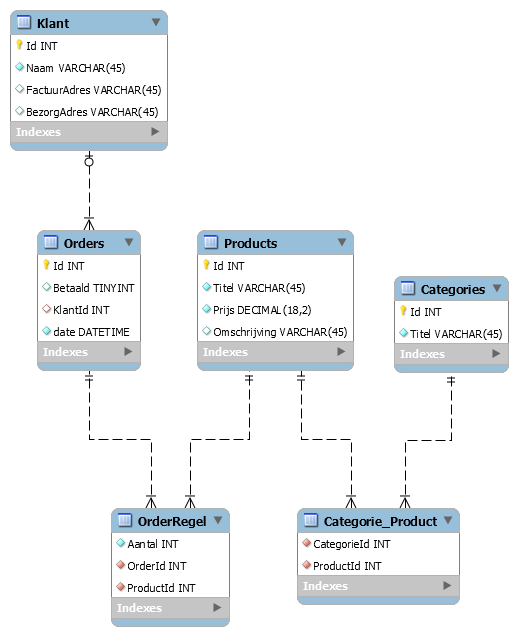 Klant
Id INT
Naam VARCHAR(45)
FactuurAdres VARCHAR(45)
BezorgAdres VARCHAR(45)
Indexes
Orders
Id INT
Betaald TINYINT
KlantId INT
date DATETIME
Indexes
Products
Id INT
Titel VARCHAR(45)
Prijs DECIMAL(18,2)
Omschrijving VARCHAR(45)
Indexes
Categories
Id INT
Titel VARCHAR(45)
Indexes
OrderRegel
Aantal INT
OrderId INT
ProductId INT
Indexes
Categorie_Product
CategorieId INT
ProductId INT
Indexes